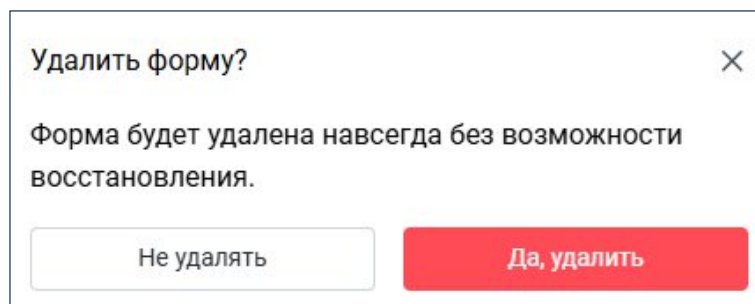 Удалить форму?
Форма будет удалена навсегда без возможности
восстановления.
Не удалять
Да, удалить